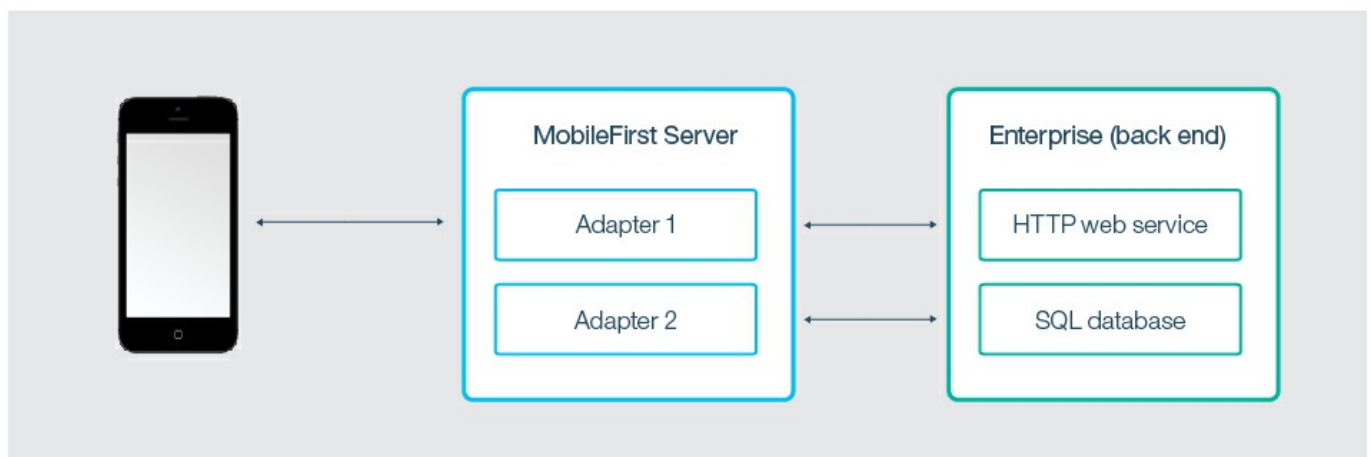 MobileFirst Server
Adapter 1
Adapter 2
Enterprise (back end)
HTTP web service
SQL database